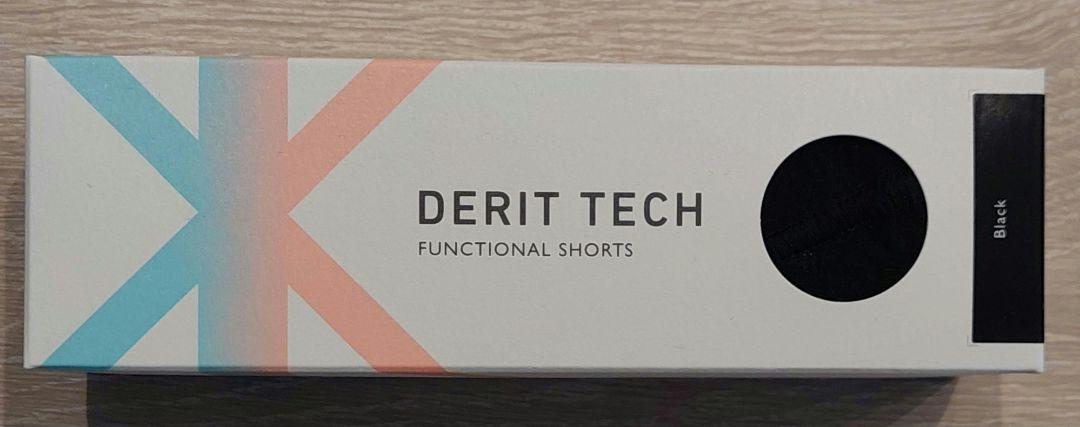 DERIT TECH
FUNCTIONAL SHORTS
Black